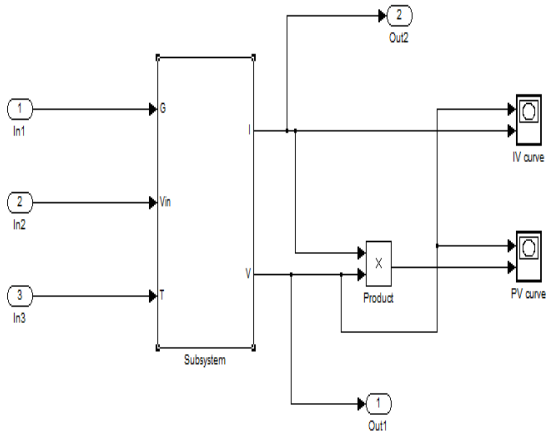 2
Out2
1
In1
G
I
IV curve
2
In2
Vin
3
In3
T
V
×
Product
PV curve
Subsystem
1
Out1